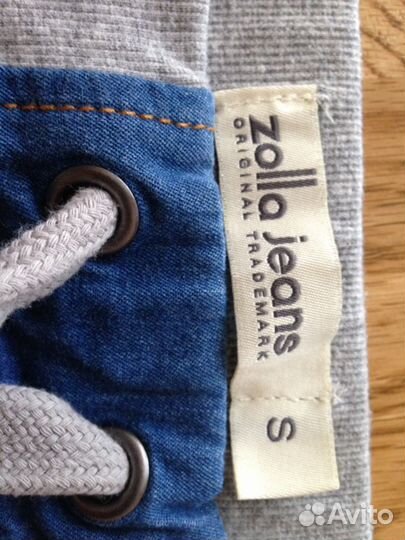 zolla jeans
ORIGINAL TRADEMARK
S
Avito